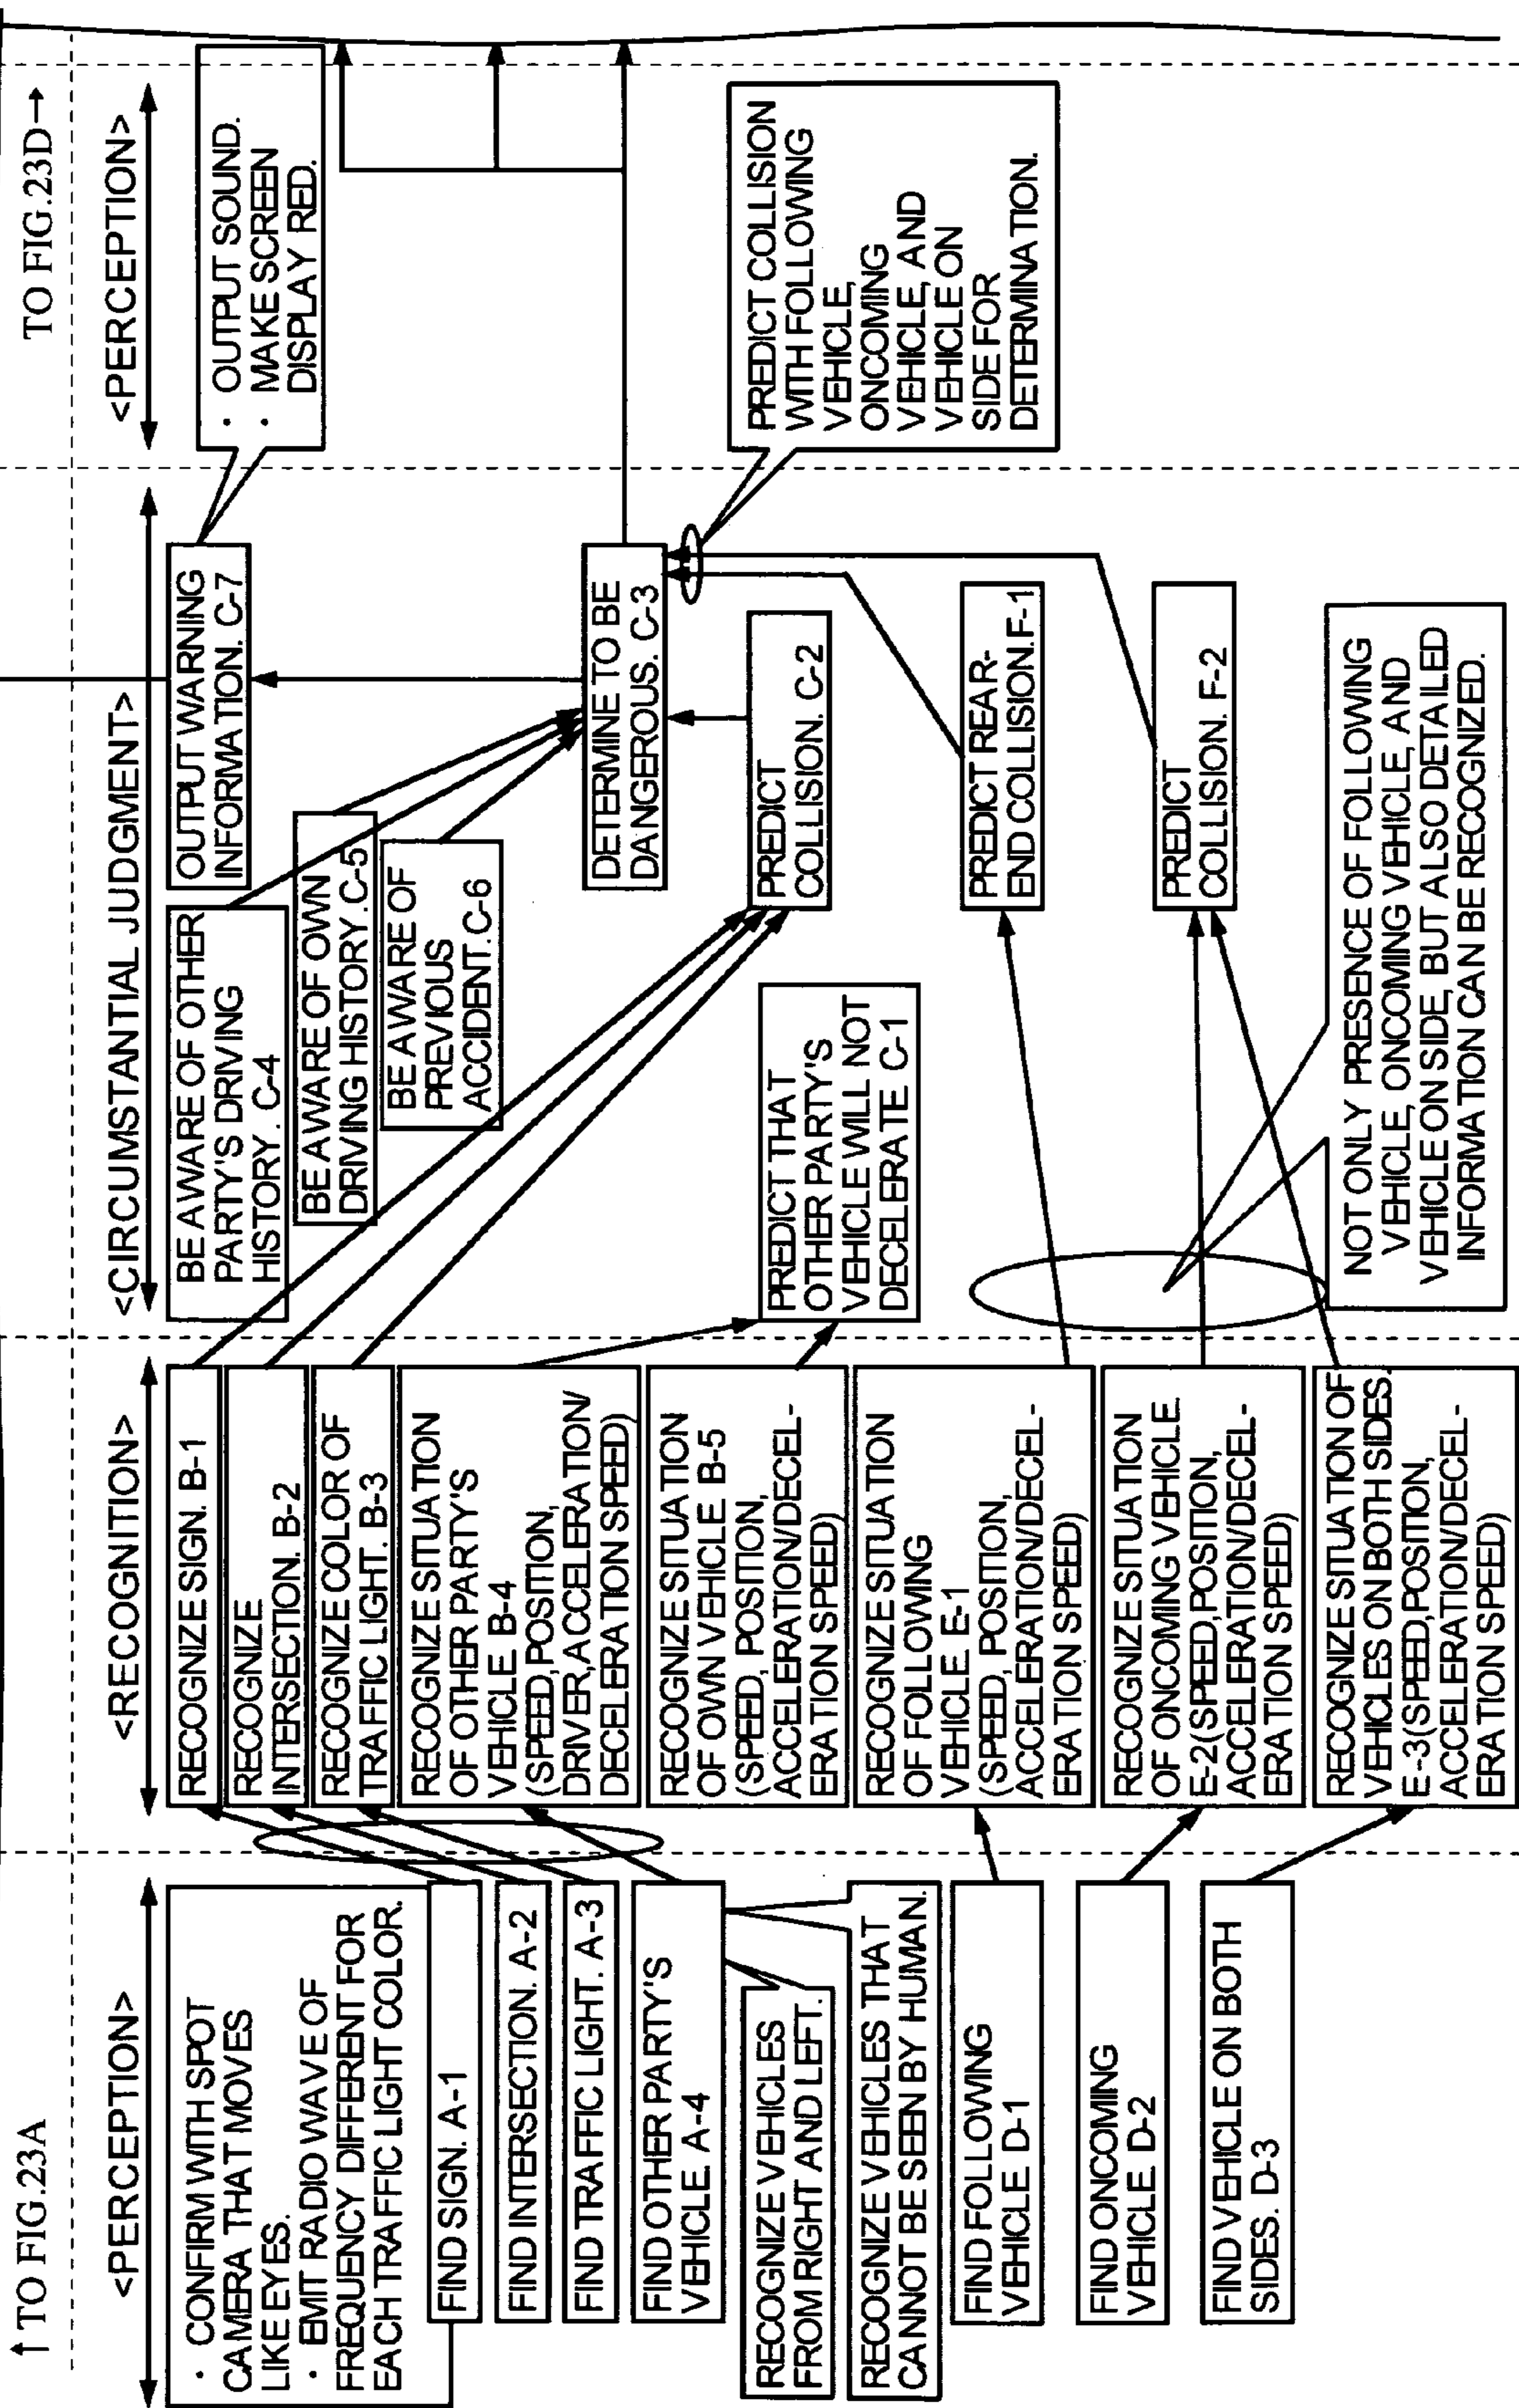 ↑ TO FIG.23A
TO FIG.23D→
<PERCEPTION>
· CONFIRM WITH SPOT
CAMERA THAT MOVES
LIKE EYES.
· EMIT RADIO WAVE OF
FREQUENCY DIFFERENT FOR
EACH TRAFFIC LIGHT COLOR.
FIND SIGN. A-1
FIND INTERSECTION. A-2
FIND TRAFFIC LIGHT. A-3
FIND OTHER PARTY'S
VEHICLE. A-4
RECOGNIZE VEHICLES
FROM RIGHT AND LEFT.
RECOGNIZE VEHICLES THAT
CANNOT BE SEEN BY HUMAN.
FIND FOLLOWING
VEHICLE. D-1
FIND ONCOMING
VEHICLE. D-2
FIND VEHICLE ON BOTH
SIDES. D-3
<RECOGNITION>
RECOGNIZE SIGN. B-1
RECOGNIZE
INTERSECTION. B-2
RECOGNIZE COLOR OF
TRAFFIC LIGHT. B-3
RECOGNIZE SITUATION
OF OTHER PARTY'S
VEHICLE. B-4
(SPEED,POSITION,
DRIVER,ACCELERATION/
DECELERATION SPEED)
RECOGNIZE SITUATION
OF OWN VEHICLE. B-5
(SPEED, POSITION,
ACCELERATION/DECEL-
ERATION SPEED)
RECOGNIZE SITUATION
OF FOLLOWING
VEHICLE. E-1
(SPEED, POSITION,
ACCELERATION/DECEL-
ERATION SPEED)
RECOGNIZE SITUATION
OF ONCOMING VEHICLE.
E-2(SPEED,POSITION,
ACCELERATION/DECEL-
ERATION SPEED)
RECOGNIZE SITUATION OF
VEHICLES ON BOTH SIDES.
E-3(SPEED,POSITION,
ACCELERATION/DECEL-
ERATION SPEED)
<CIRCUMSTANTIAL JUDGMENT>
BE AWARE OF OTHER
PARTY'S DRIVING
HISTORY. C-4
BE AWARE OF OWN
DRIVING HISTORY.C-5
BE AWARE OF
PREVIOUS
ACCIDENT.C-6
OUTPUT WARNING
INFORMATION. C-7
DETERMINE TO BE
DANGEROUS. C-3
PREDICT
COLLISION. C-2
PREDICT THAT
OTHER PARTY'S
VEHICLE WILL NOT
DECELERATE. C-1
PREDICT REAR-
END COLLISION.F-1
PREDICT
COLLISION. F-2
NOT ONLY PRESENCE OF FOLLOWING
VEHICLE, ONCOMING VEHICLE, AND
VEHICLE ON SIDE, BUT ALSO DETAILED
INFORMATION CAN BE RECOGNIZED.
<PERCEPTION>
· OUTPUT SOUND.
· MAKE SCREEN
DISPLAY RED.
PREDICT COLLISION
WITH FOLLOWING
VEHICLE,
ONCOMING
VEHICLE, AND
VEHICLE ON
SIDE FOR
DETERMINATION.